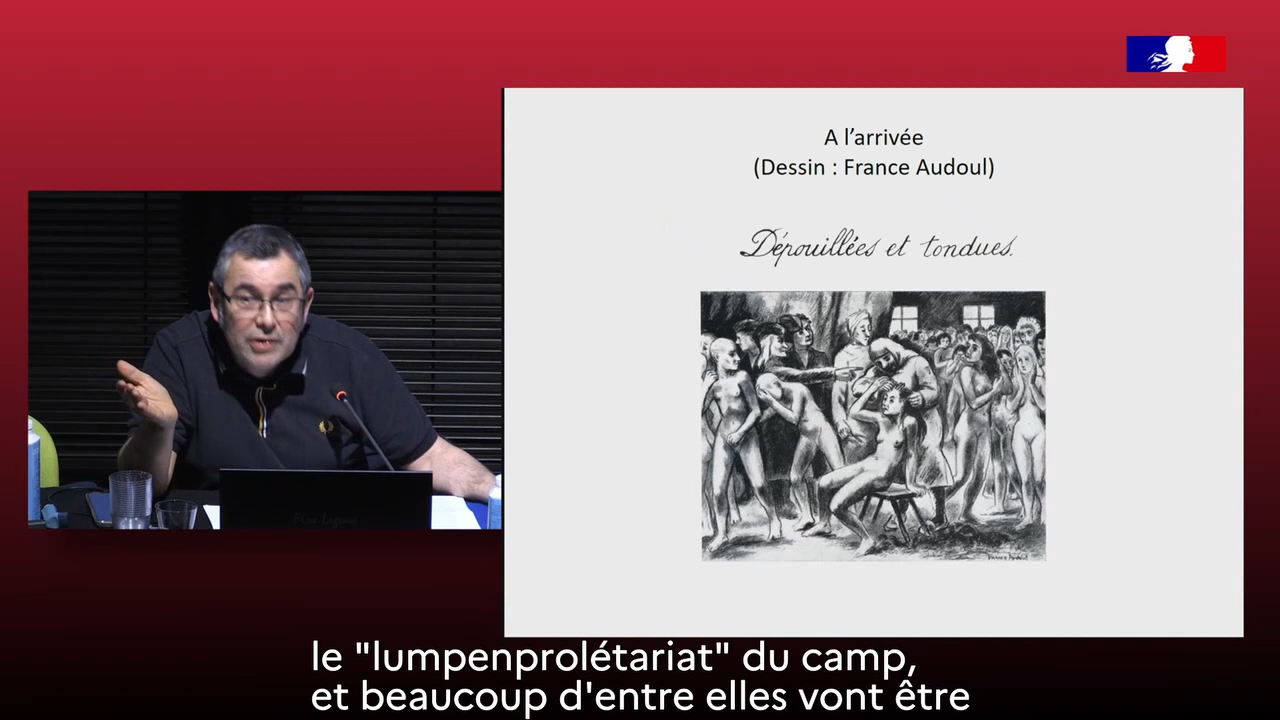 A l’arrivée
(Dessin : France Audoul)
Dépouillées et tondues.
le "lumpenprolétariat" du camp,
et beaucoup d'entre elles vont être